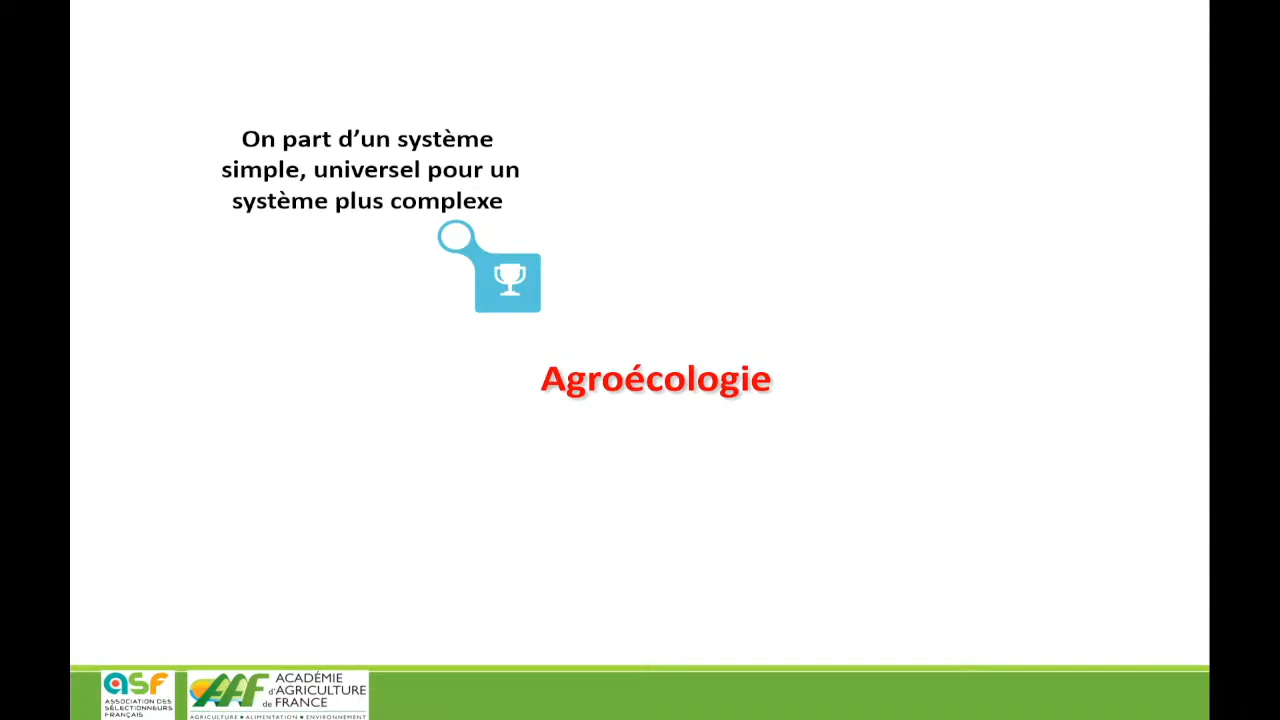 On part d’un système
simple, universel pour un
système plus complexe
Agroécologie
asf
ASSOCIATION DES
SÉLECTIONNEURS
FRANÇAIS
AAF
ACADÉMIE
d'AGRICULTURE
de FRANCE
AGRICULTURE ■ ALIMENTATION ■ ENVIRONNEMENT